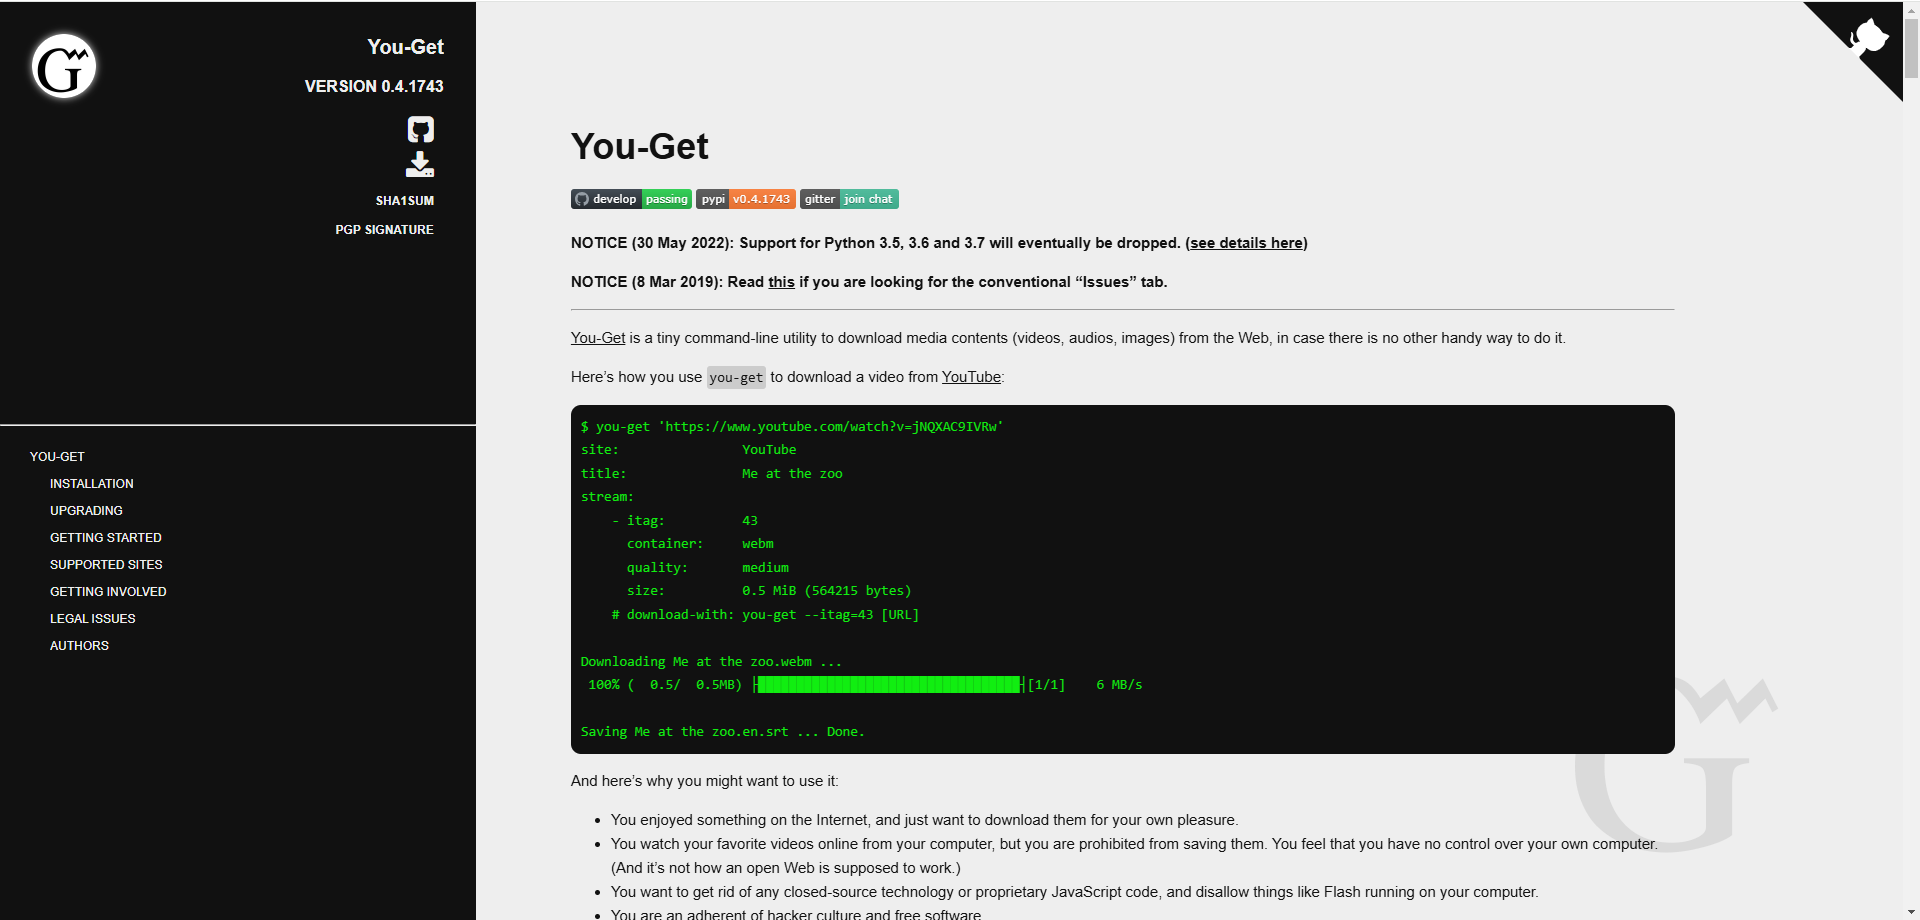 G
You-Get
VERSION 0.4.1743
SHA1SUM
PGP SIGNATURE
YOU-GET
INSTALLATION
UPGRADING
GETTING STARTED
SUPPORTED SITES
GETTING INVOLVED
LEGAL ISSUES
AUTHORS
You-Get
develop passing pypi v0.4.1743 gitter join chat
NOTICE (30 May 2022): Support for Python 3.5, 3.6 and 3.7 will eventually be dropped. (see details here)
NOTICE (8 Mar 2019): Read this if you are looking for the conventional “Issues” tab.
You-Get is a tiny command-line utility to download media contents (videos, audios, images) from the Web, in case there is no other handy way to do it.
Here’s how you use you-get to download a video from YouTube:
$ you-get 'https://www.youtube.com/watch?v=jNQXAC9IVRw'
site: YouTube
title: Me at the zoo
stream:
- itag: 43
container: webm
quality: medium
size: 0.5 MiB (564215 bytes)
# download-with: you-get --itag=43 [URL]
Downloading Me at the zoo.webm ...
100% ( 0.5/ 0.5MB) ├██████████████████████████████████┤[1/1] 6 MB/s
Saving Me at the zoo.en.srt ... Done.
And here’s why you might want to use it:
• You enjoyed something on the Internet, and just want to download them for your own pleasure.
• You watch your favorite videos online from your computer, but you are prohibited from saving them. You feel that you have no control over your own computer.
(And it’s not how an open Web is supposed to work.)
• You want to get rid of any closed-source technology or proprietary JavaScript code, and disallow things like Flash running on your computer.
• You are an adherent of hacker culture and free software
G